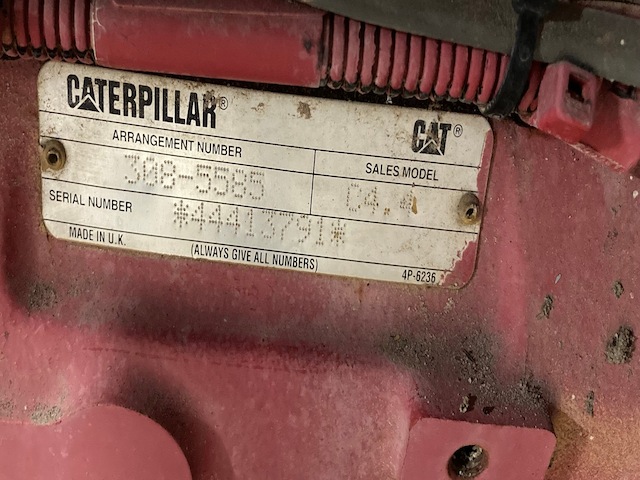 CATERPILLAR® CAT®
ARRANGEMENT NUMBER SALES MODEL
308-5585 C4.4
SERIAL NUMBER *44413791*
MADE IN U.K. (ALWAYS GIVE ALL NUMBERS) 4P-6236